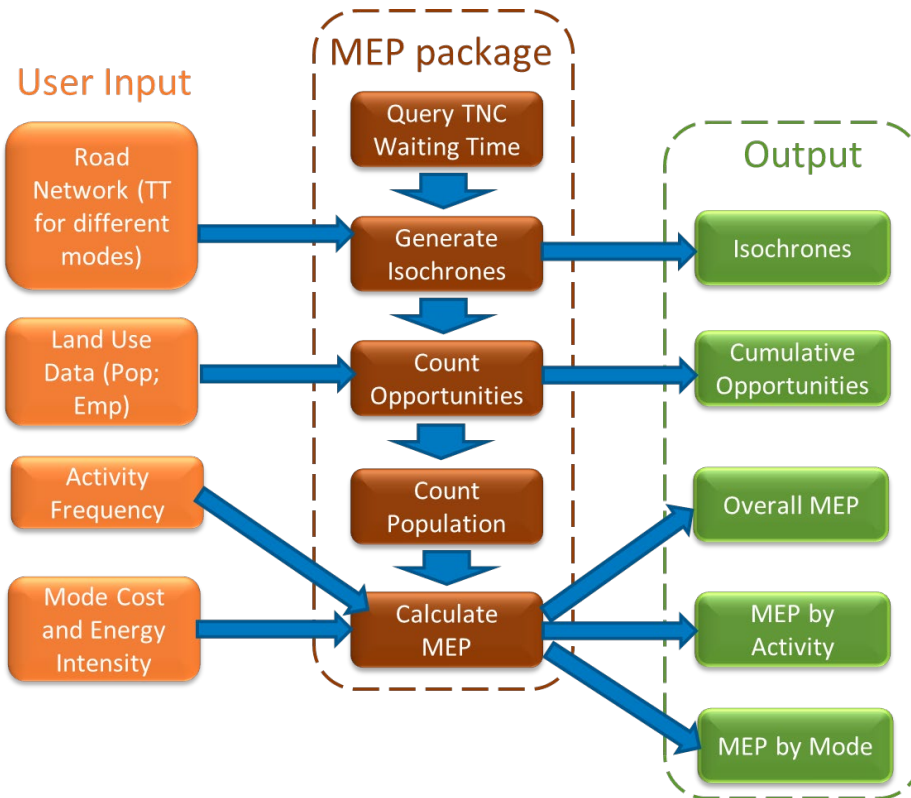 User Input
Road
Network (TT
for different
modes)
Land Use
Data (Pop;
Emp)
Activity
Frequency
Mode Cost
and Energy
Intensity
MEP package
Query TNC
Waiting Time
Generate
Isochrones
Count
Opportunities
Count
Population
Calculate
MEP
Output
Isochrones
Cumulative
Opportunities
Overall MEP
MEP by
Activity
MEP by Mode